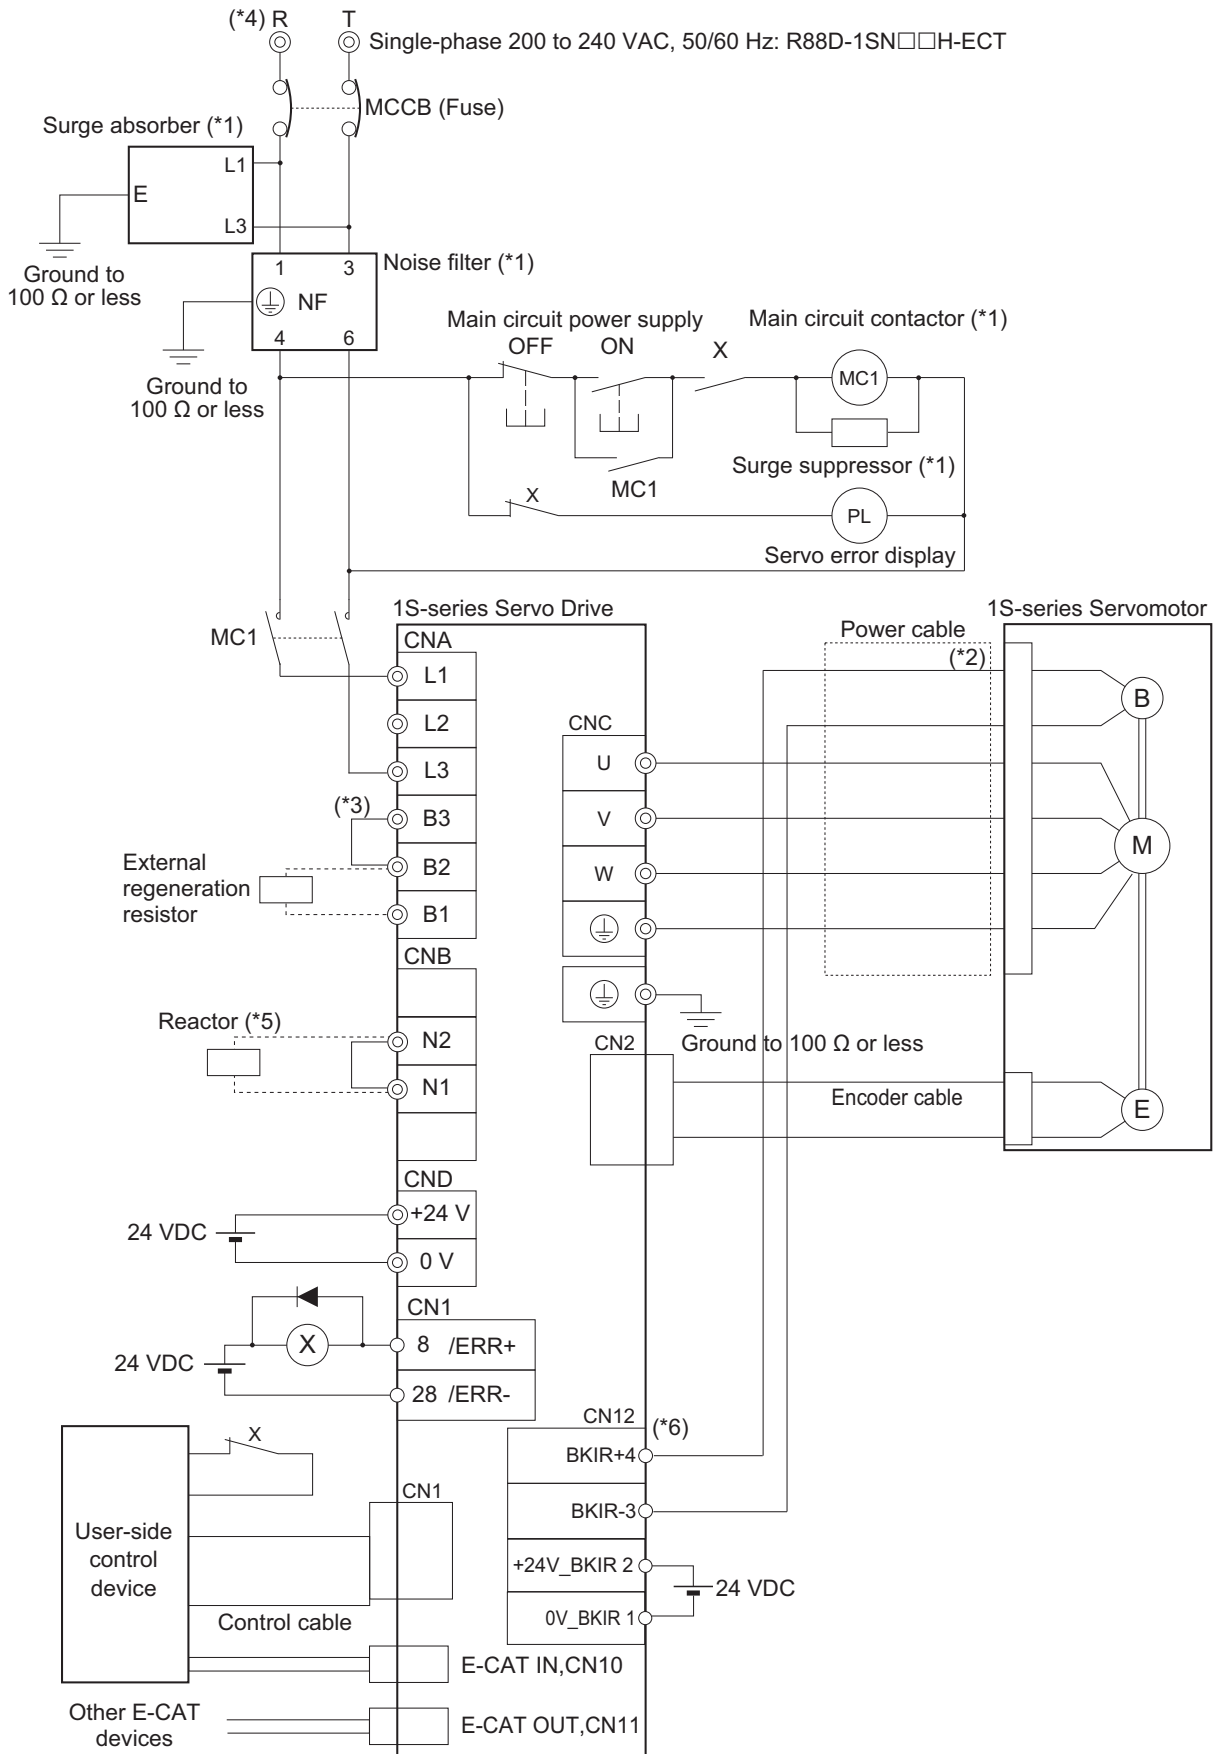 (*4) R T
Single-phase 200 to 240 VAC, 50/60 Hz: R88D-1SN□□H-ECT
MCCB (Fuse)
Surge absorber (*1)
L1
E
L3
Ground to
100 Ω or less
1 3
Noise filter (*1)
NF
4 6
Ground to
100 Ω or less
Main circuit power supply
OFF ON
X
Main circuit contactor (*1)
MC1
Surge suppressor (*1)
MC1
X
PL
Servo error display
MC1
1S-series Servo Drive
1S-series Servomotor
CNA
L1
L2
L3
(*3)
B3
B2
B1
External
regeneration
resistor
CNB
Reactor (*5)
N2
N1
CND
24 VDC
+24 V
0 V
CN1
X
8 /ERR+
24 VDC
28 /ERR-
CNC
U
V
W
Ground to 100 Ω or less
CN2
Power cable
(*2)
B
M
Encoder cable
E
CN12
(*6)
BKIR+4
BKIR-3
+24V_BKIR 2
0V_BKIR 1
24 VDC
X
User-side
control
device
CN1
Control cable
E-CAT IN,CN10
Other E-CAT
devices
E-CAT OUT,CN11